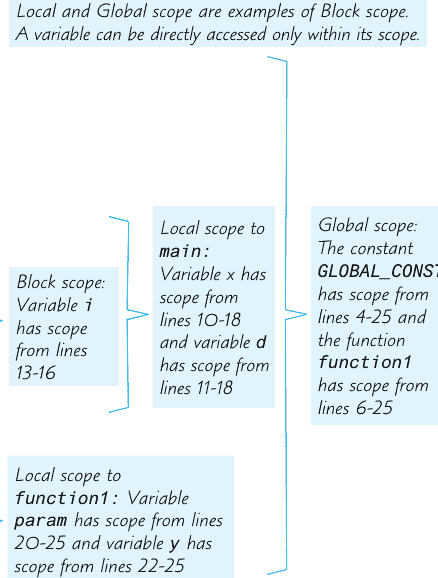 Local and Global scope are examples of Block scope.
A variable can be directly accessed only within its scope.
Block scope:
Variable i
has scope
from lines
13-16
Local scope to
main:
Variable x has
scope from
lines 10-18
and variable d
has scope from
lines 11-18
Global scope:
The constant
GLOBAL_CONST
has scope from
lines 4-25 and
the function
function1
has scope from
lines 6-25
Local scope to
function1: Variable
param has scope from lines
20-25 and variable y has
scope from lines 22-25